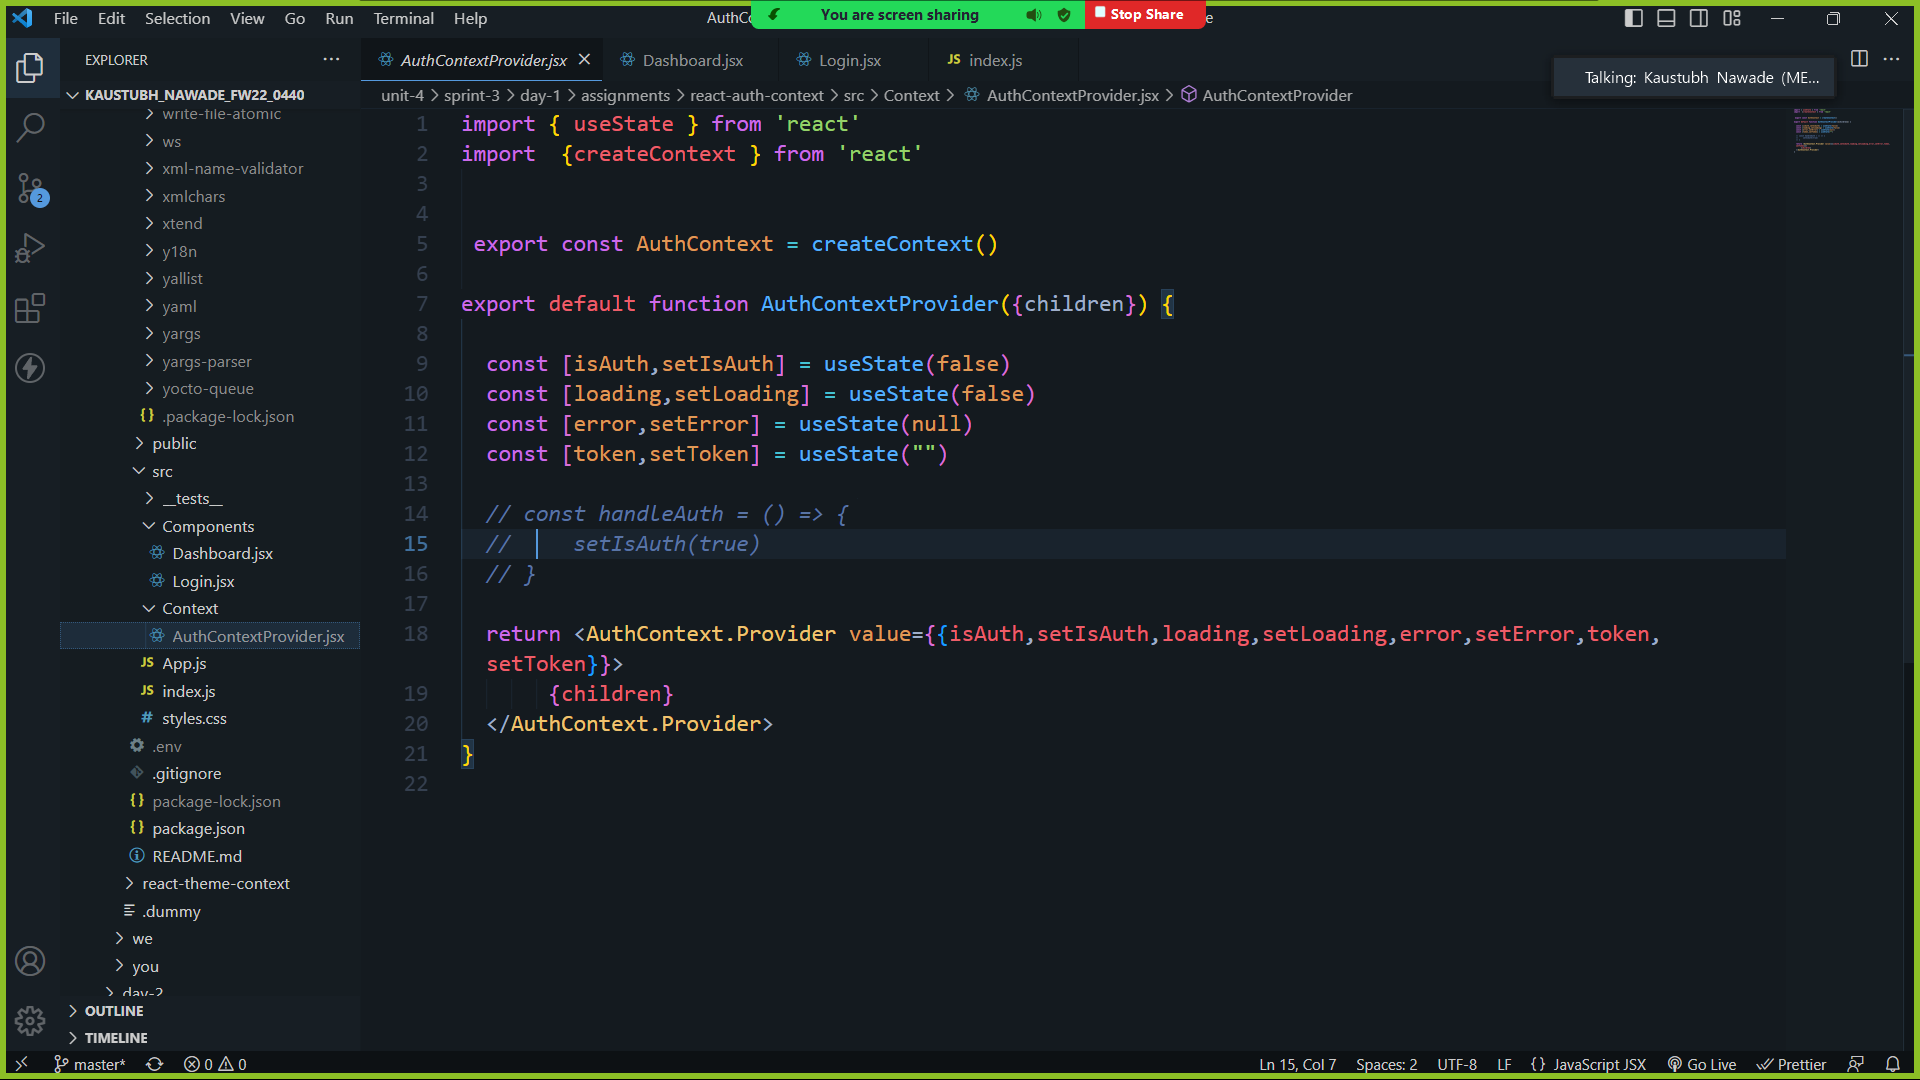 File Edit Selection View Go Run Terminal Help
AuthCo
You are screen sharing
Stop Share
e
EXPLORER
AuthContextProvider.jsx
Dashboard.jsx
Login.jsx
JS index.js
Talking: Kaustubh Nawade (ME...
KAUSTUBH_NAWADE_FW22_0440
unit-4 > sprint-3 > day-1 > assignments > react-auth-context > src > Context > AuthContextProvider.jsx > AuthContextProvider
write-file-atomic
ws
xml-name-validator
xmlchars
xtend
y18n
yallist
yaml
yargs
yargs-parser
yocto-queue
{} .package-lock.json
public
src
__tests__
Components
Dashboard.jsx
Login.jsx
Context
AuthContextProvider.jsx
JS App.js
JS index.js
# styles.css
.env
.gitignore
{} package-lock.json
{} package.json
README.md
react-theme-context
.dummy
we
you
day-2
OUTLINE
TIMELINE
2
1 import { useState } from 'react'
2 import  {createContext } from 'react'
3
4
5  export const AuthContext = createContext()
6
7 export default function AuthContextProvider({children}) {
8
9   const [isAuth,setIsAuth] = useState(false)
10   const [loading,setLoading] = useState(false)
11   const [error,setError] = useState(null)
12   const [token,setToken] = useState("")
13
14   // const handleAuth = () => {
15   //     setIsAuth(true)
16   // }
17
18   return <AuthContext.Provider value={{isAuth,setIsAuth,loading,setLoading,error,setError,token,
setToken}}>
19        {children}
20   </AuthContext.Provider>
21 }
22
master* 0 0
Ln 15, Col 7 Spaces: 2 UTF-8 LF {} JavaScript JSX Go Live Prettier